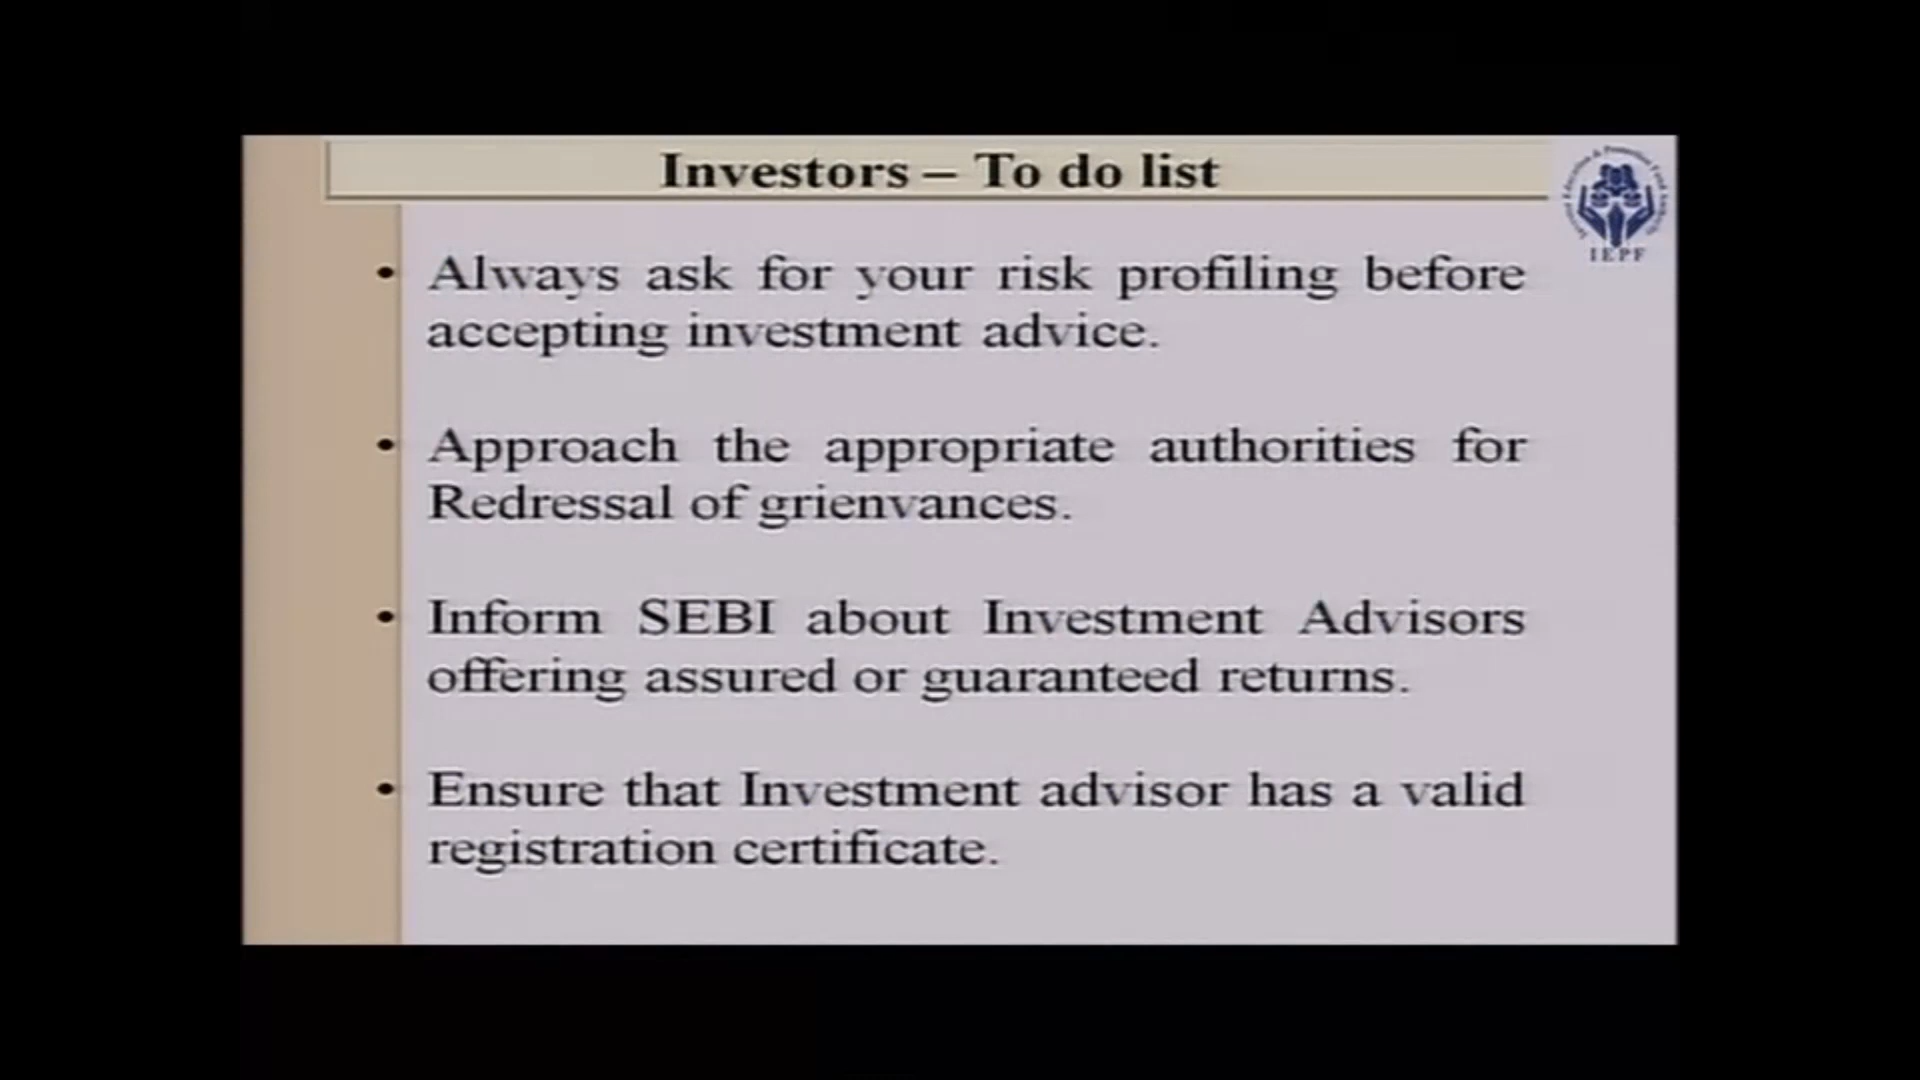 Investors – To do list
• Always ask for your risk profiling before
accepting investment advice.
• Approach the appropriate authorities for
Redressal of grienvances.
• Inform SEBI about Investment Advisors
offering assured or guaranteed returns.
• Ensure that Investment advisor has a valid
registration certificate.
IEPF